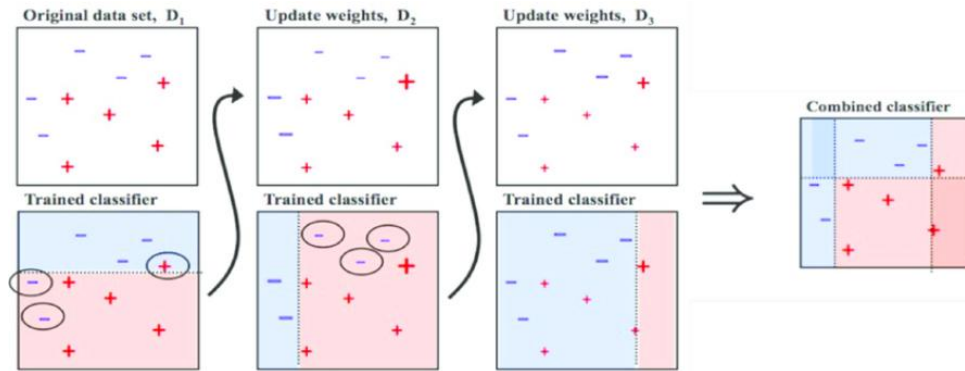 Original data set, D₁
Update weights, D₂
Update weights, D₃
Combined classifier
Trained classifier
Trained classifier
Trained classifier